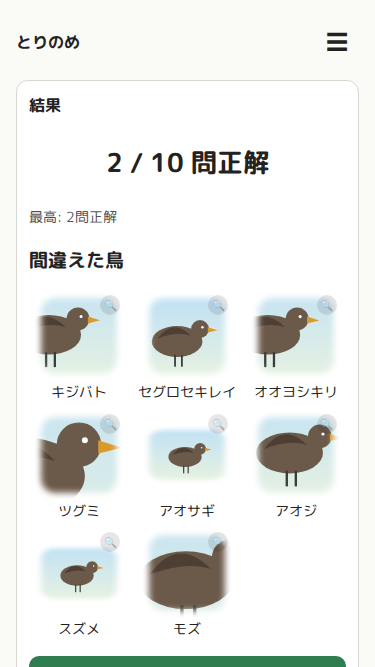 とりのめ
結果
2 / 10 問正解
最高: 2問正解
間違えた鳥
キジバト セグロセキレイ オオヨシキリ
ツグミ アオサギ アオジ
スズメ モズ